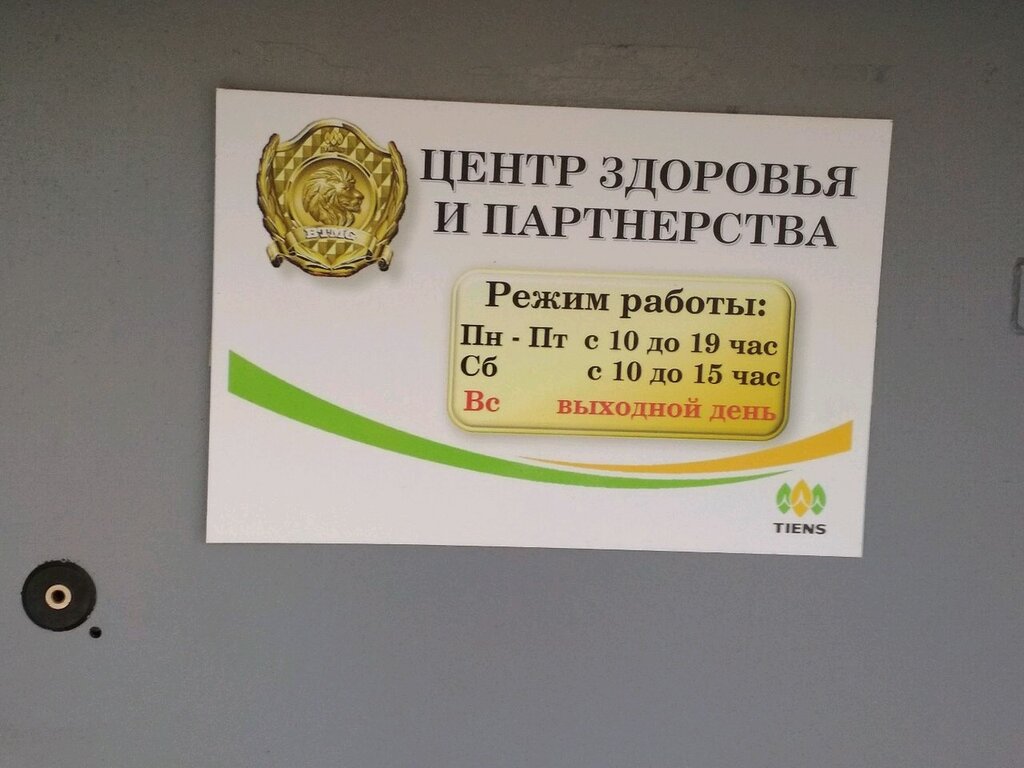 ЦЕНТР ЗДОРОВЬЯ
И ПАРТНЕРСТВА
Режим работы:
Пн - Пт с 10 до 19 час
Сб с 10 до 15 час
Вс выходной день
TIENS